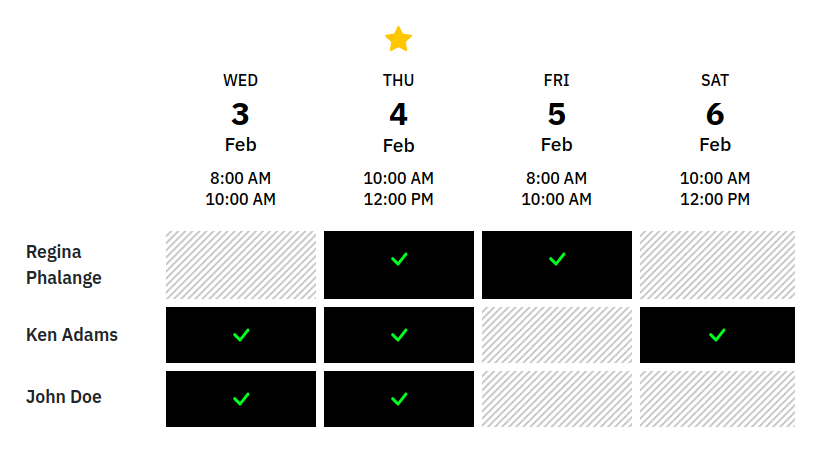 WED THU FRI SAT
3 4 5 6
Feb Feb Feb Feb
8:00 AM 10:00 AM 8:00 AM 10:00 AM
10:00 AM 12:00 PM 10:00 AM 12:00 PM
Regina
Phalange
Ken Adams
John Doe